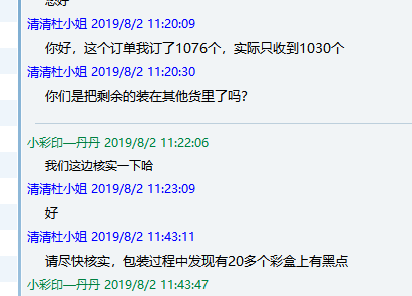 您好
清清杜小姐 2019/8/2 11:20:09
你好，这个订单我订了1076个，实际只收到1030个
清清杜小姐 2019/8/2 11:20:30
你们是把剩余的装在其他货里了吗?
小彩印—丹丹 2019/8/2 11:22:06
我们这边核实一下哈
清清杜小姐 2019/8/2 11:23:09
好
清清杜小姐 2019/8/2 11:43:11
请尽快核实，包装过程中发现有20多个彩盒上有黑点
小彩印—丹丹 2019/8/2 11:43:47